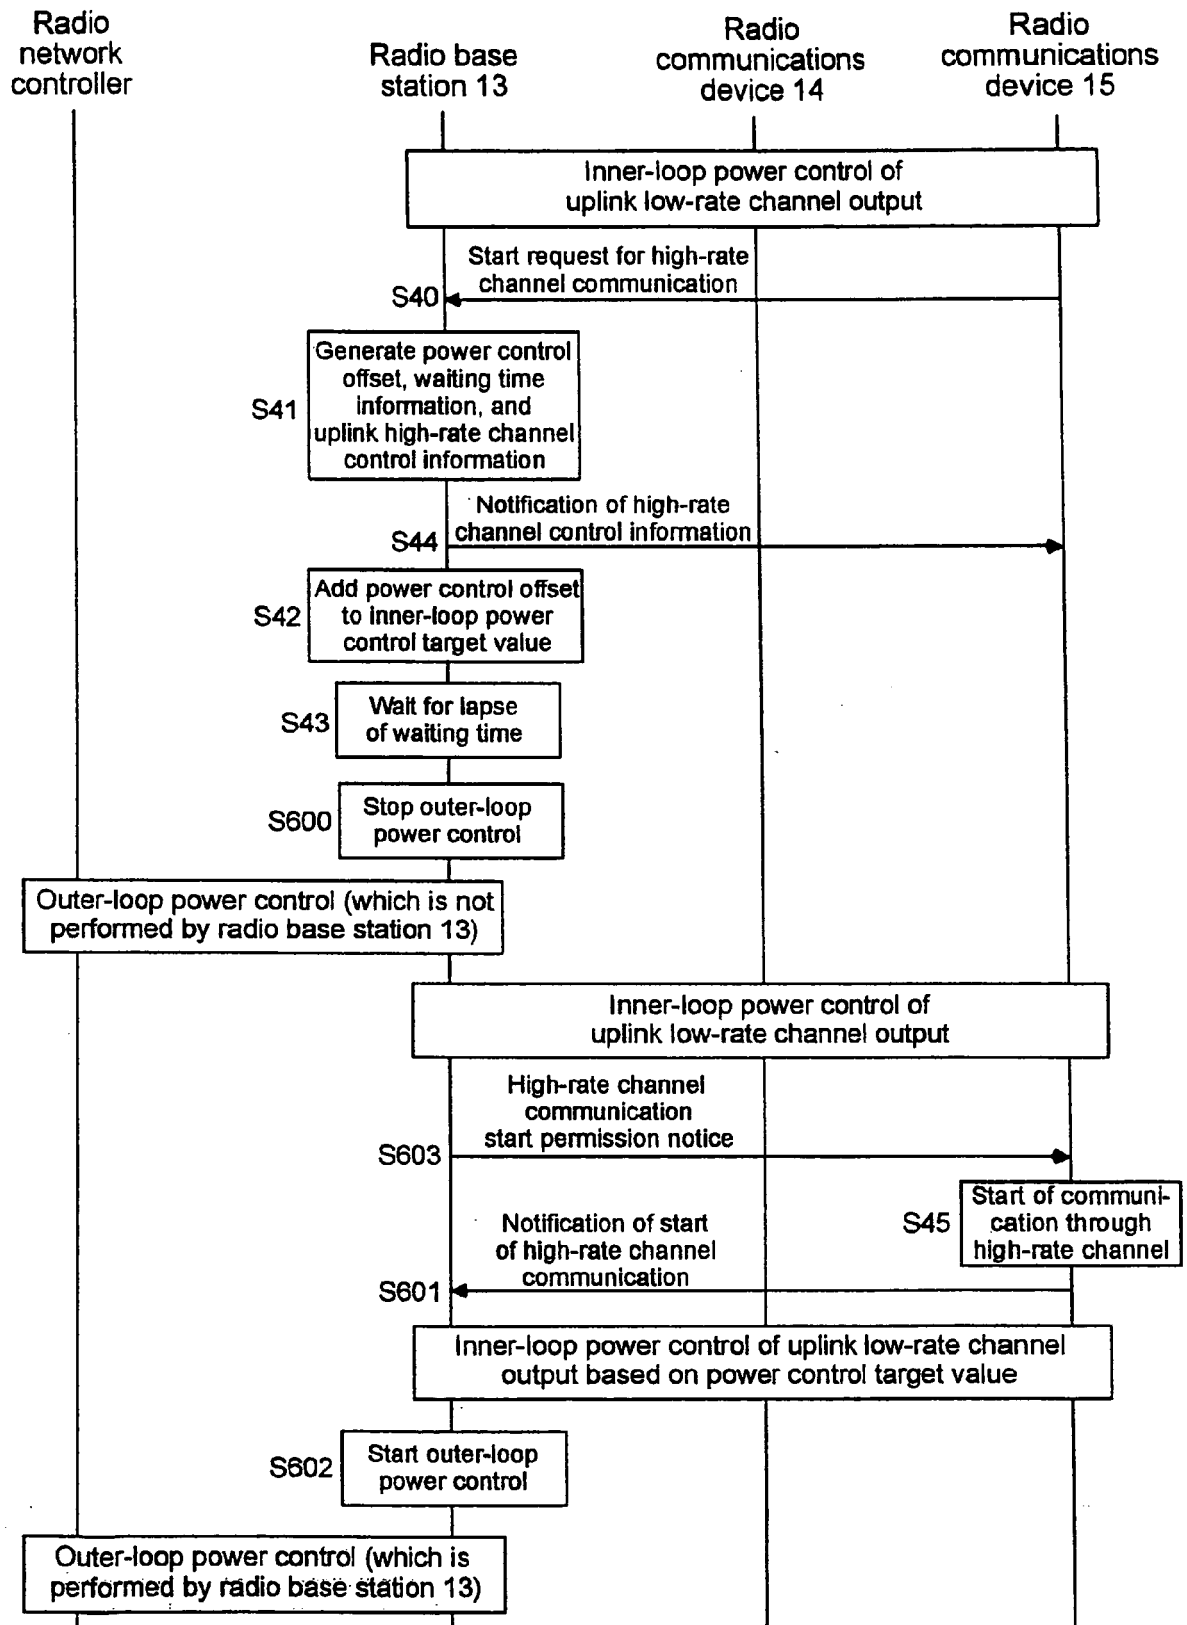 Radio
network
controller
Radio base
station 13
Radio
communications
device 14
Radio
communications
device 15
Inner-loop power control of
uplink low-rate channel output
Start request for high-rate
channel communication
S40
Generate power control
offset, waiting time
information, and
uplink high-rate channel
control information
S41
Notification of high-rate
channel control information
S44
Add power control offset
to inner-loop power
control target value
S42
Wait for lapse
of waiting time
S43
Stop outer-loop
power control
S600
Outer-loop power control (which is not
performed by radio base station 13)
Inner-loop power control of
uplink low-rate channel output
High-rate channel
communication
start permission notice
S603
Start of communi-
cation through
high-rate channel
S45
Notification of start
of high-rate channel
communication
S601
Inner-loop power control of uplink low-rate channel
output based on power control target value
Start outer-loop
power control
S602
Outer-loop power control (which is
performed by radio base station 13)